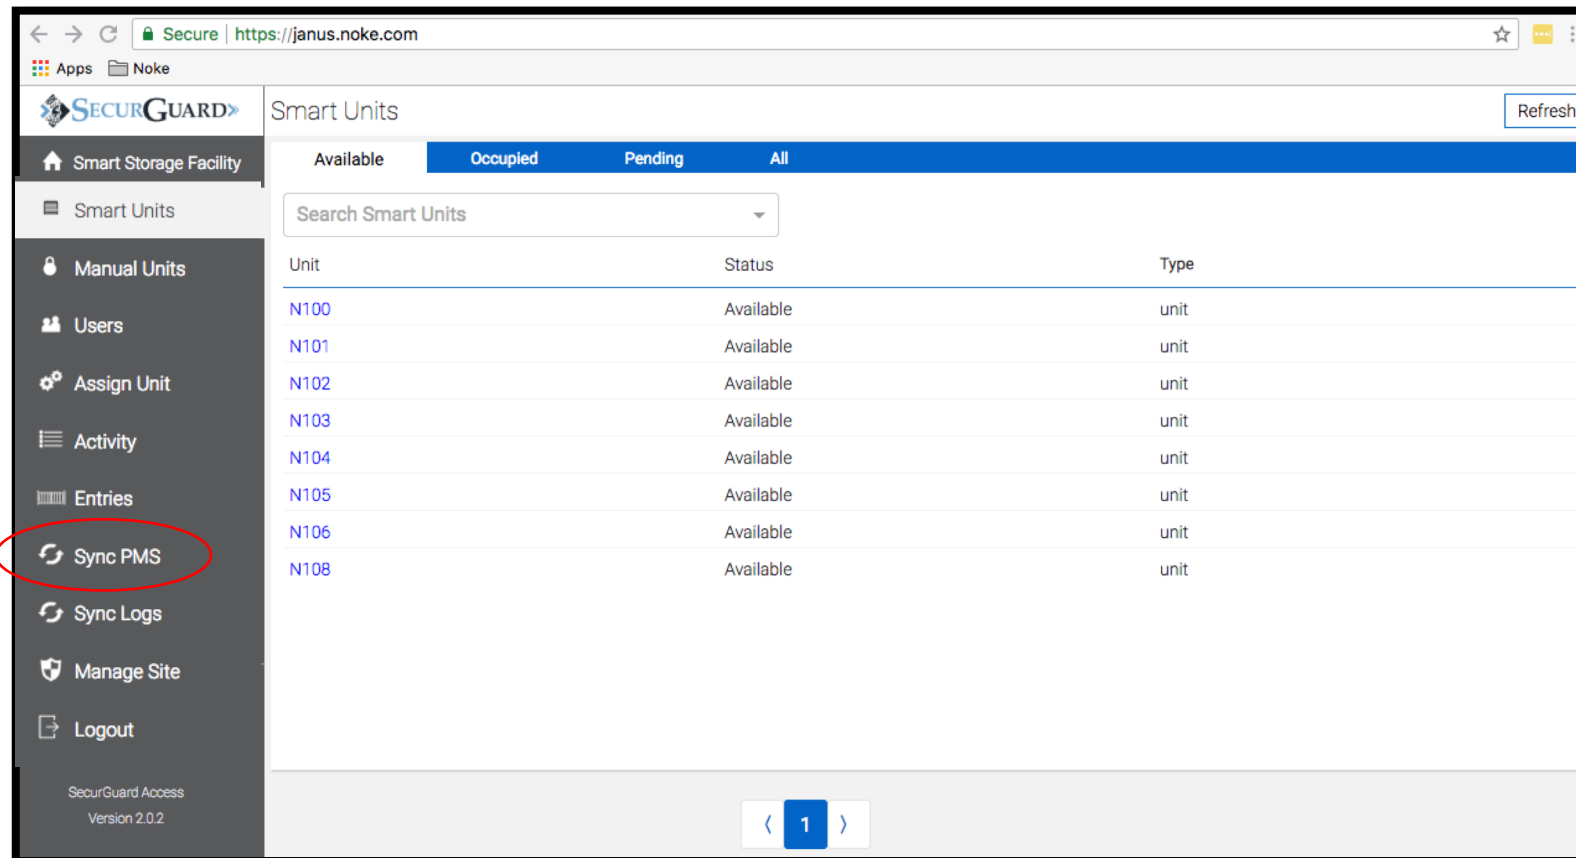 Secure | https://janus.noke.com
Apps Noke
SECURGUARD
Smart Units
Refresh
Smart Storage Facility
Smart Units
Manual Units
Users
Assign Unit
Activity
Entries
Sync PMS
Sync Logs
Manage Site
Logout
SecurGuard Access
Version 2.0.2
Available Occupied Pending All
Search Smart Units
Unit Status Type
N100 Available unit
N101 Available unit
N102 Available unit
N103 Available unit
N104 Available unit
N105 Available unit
N106 Available unit
N108 Available unit
1